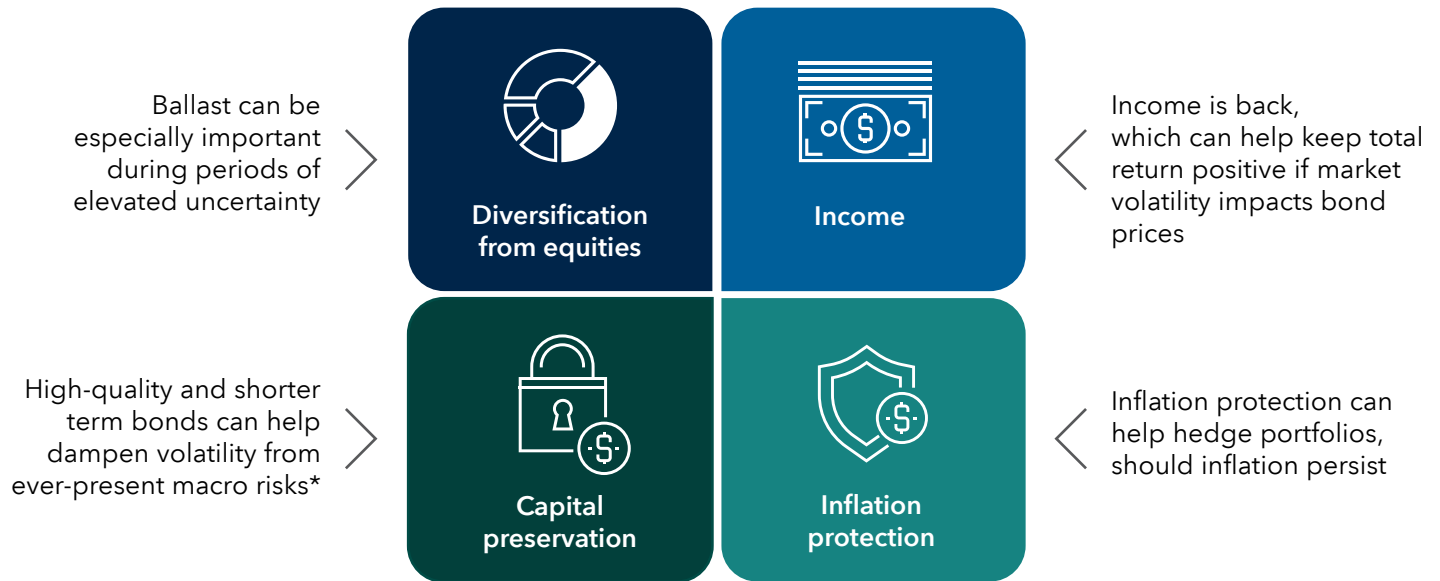 Ballast can be
especially important
during periods of
elevated uncertainty
Diversification
from equities
$
Income
Income is back,
which can help keep total
return positive if market
volatility impacts bond
prices
High-quality and shorter
term bonds can help
dampen volatility from
ever-present macro risks*
$
Capital
preservation
$
Inflation
protection
Inflation protection can
help hedge portfolios,
should inflation persist